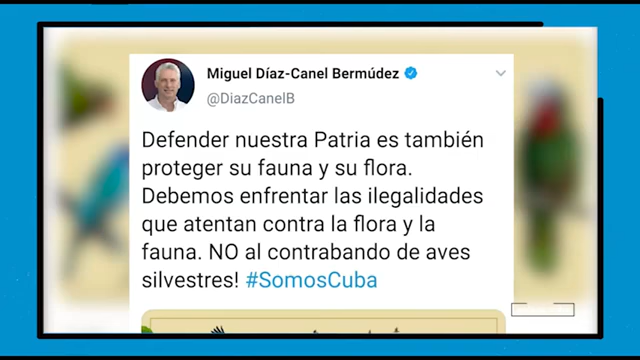 Miguel Díaz-Canel Bermúdez
@DiazCanelB
Defender nuestra Patria es también
proteger su fauna y su flora.
Debemos enfrentar las ilegalidades
que atentan contra la flora y la
fauna. NO al contrabando de aves
silvestres! #SomosCuba